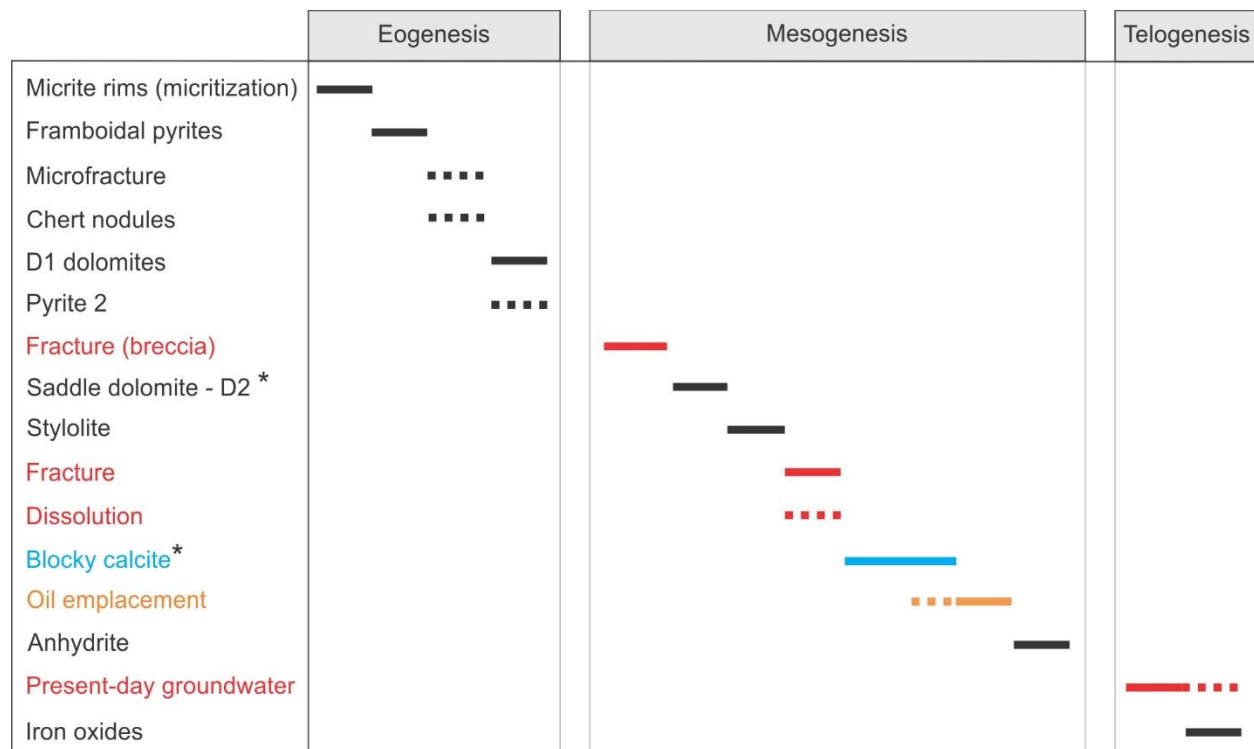 Eogenesis
Mesogenesis
Telogenesis
Micrite rims (micritization)
Framboidal pyrites
Microfracture
Chert nodules
D1 dolomites
Pyrite 2
Fracture (breccia)
Saddle dolomite - D2 *
Stylolite
Fracture
Dissolution
Blocky calcite*
Oil emplacement
Anhydrite
Present-day groundwater
Iron oxides